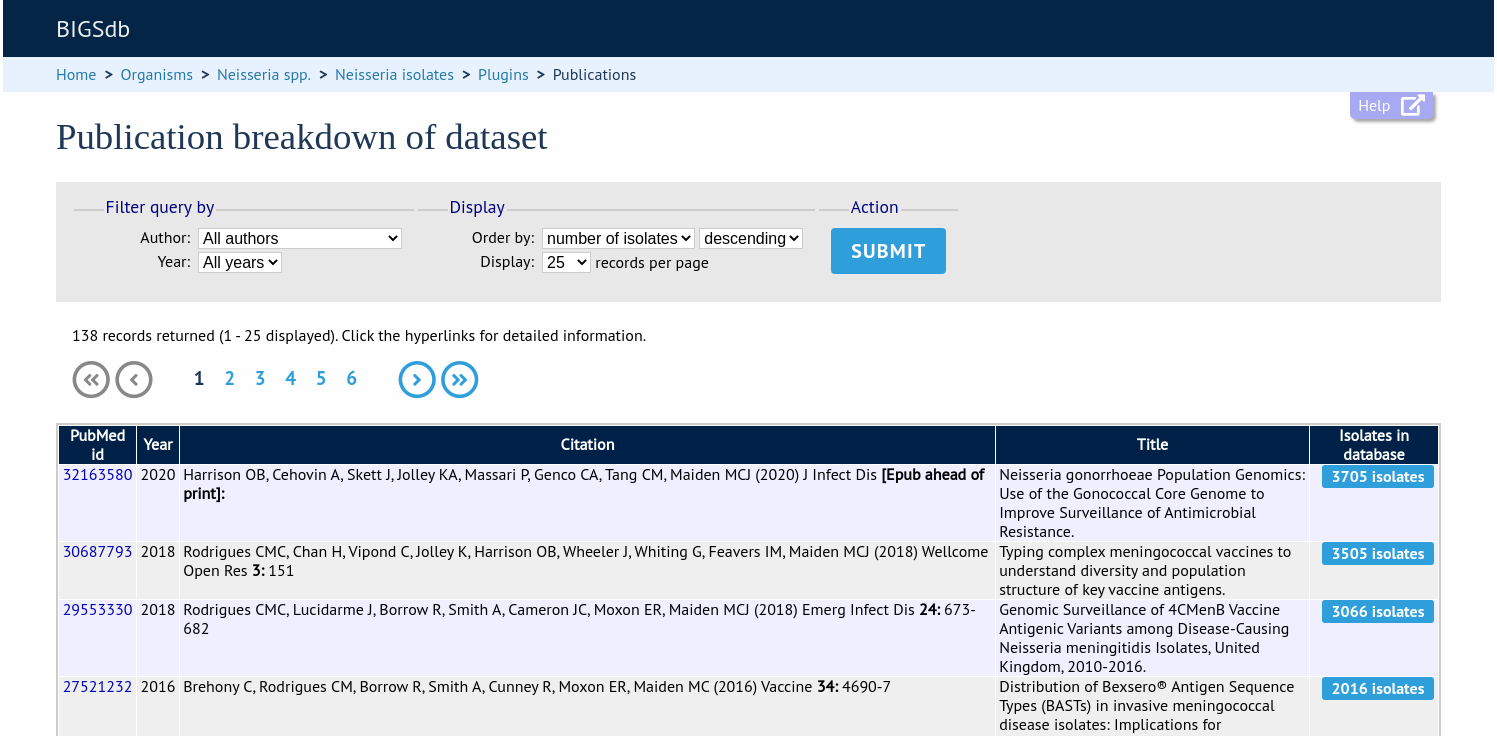 BIGSdb
Home > Organisms > Neisseria spp. > Neisseria isolates > Plugins > Publications
Help
Publication breakdown of dataset
Filter query by
Author: All authors
Year: All years
Display
Order by: number of isolates descending
Display: 25 records per page
Action
SUBMIT
138 records returned (1 - 25 displayed). Click the hyperlinks for detailed information.
1 2 3 4 5 6
PubMed id Year Citation Title Isolates in database
32163580 2020 Harrison OB, Cehovin A, Skett J, Jolley KA, Massari P, Genco CA, Tang CM, Maiden MCJ (2020) J Infect Dis [Epub ahead of
print]:
Neisseria gonorrhoeae Population Genomics:
Use of the Gonococcal Core Genome to
Improve Surveillance of Antimicrobial
Resistance.
3705 isolates
30687793 2018 Rodrigues CMC, Chan H, Vipond C, Jolley K, Harrison OB, Wheeler J, Whiting G, Feavers IM, Maiden MCJ (2018) Wellcome
Open Res 3: 151
Typing complex meningococcal vaccines to
understand diversity and population
structure of key vaccine antigens.
3505 isolates
29553330 2018 Rodrigues CMC, Lucidarme J, Borrow R, Smith A, Cameron JC, Moxon ER, Maiden MCJ (2018) Emerg Infect Dis 24: 673-
682
Genomic Surveillance of 4CMenB Vaccine
Antigenic Variants among Disease-Causing
Neisseria meningitidis Isolates, United
Kingdom, 2010-2016.
3066 isolates
27521232 2016 Brehony C, Rodrigues CM, Borrow R, Smith A, Cunney R, Moxon ER, Maiden MC (2016) Vaccine 34: 4690-7
Distribution of Bexsero® Antigen Sequence
Types (BASTs) in invasive meningococcal
disease isolates: Implications for
2016 isolates